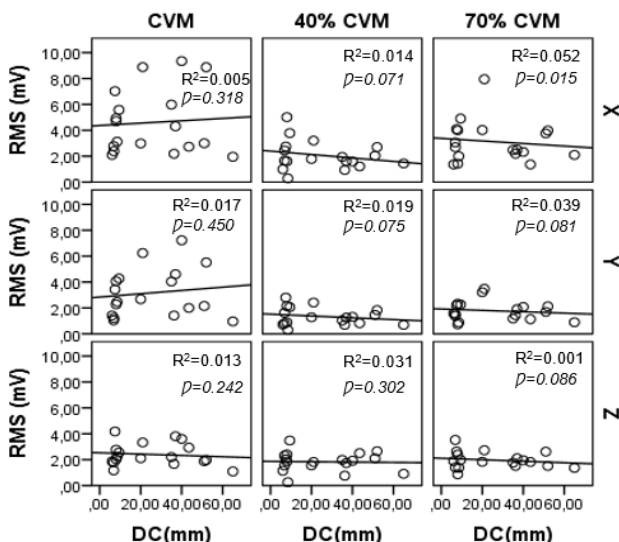 CVM 40% CVM 70% CVM
RMS (mV)
10,00
8,00
6,00
4,00
2,00
,00
R²=0.005
p=0.318
R²=0.014
p=0.071
R²=0.052
p=0.015
X
RMS (mV)
10,00
8,00
6,00
4,00
2,00
,00
R²=0.017
p=0.450
R²=0.019
p=0.075
R²=0.039
p=0.081
Y
RMS (mV)
10,00
8,00
6,00
4,00
2,00
,00
R²=0.013
p=0.242
R²=0.031
p=0.302
R²=0.001
p=0.086
Z
,00 20,00 40,00 60,00 ,00 20,00 40,00 60,00 ,00 20,00 40,00 60,00
DC(mm) DC(mm) DC(mm)